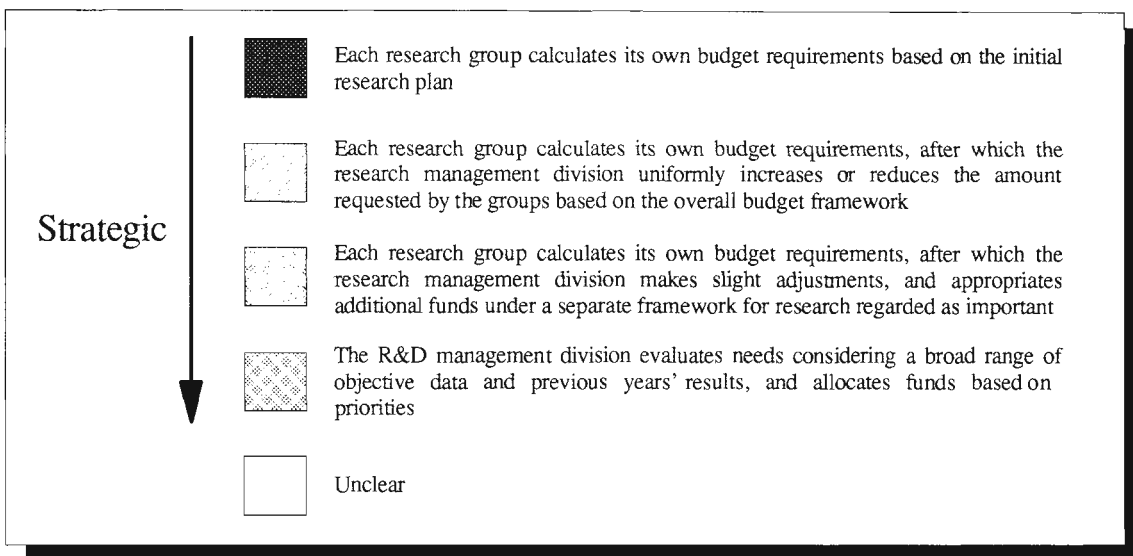 Each research group calculates its own budget requirements based on the initial
research plan
Each research group calculates its own budget requirements, after which the
research management division uniformly increases or reduces the amount
requested by the groups based on the overall budget framework
Strategic
Each research group calculates its own budget requirements, after which the
research management division makes slight adjustments, and appropriates
additional funds under a separate framework for research regarded as important
The R&D management division evaluates needs considering a broad range of
objective data and previous years' results, and allocates funds based on
priorities
Unclear